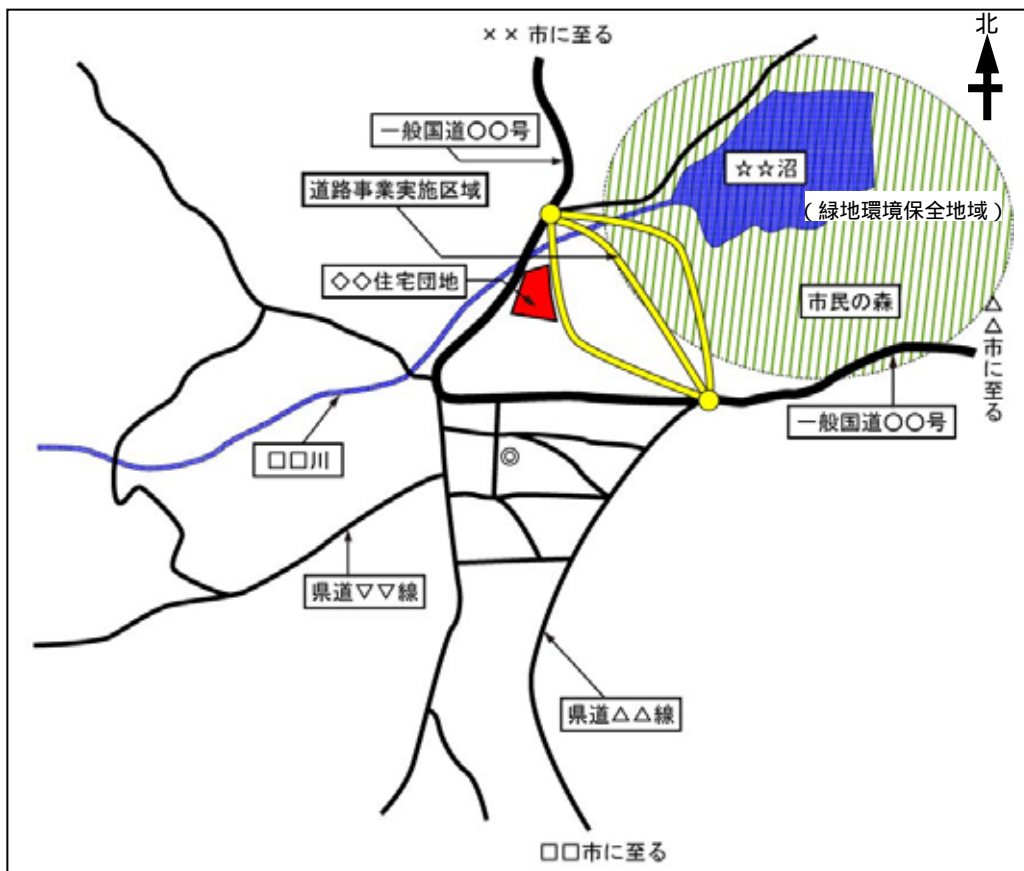 北
×× 市に至る
一般国道○○号
道路事業実施区域
☆☆沼
（緑地環境保全地域）
◇◇住宅団地
市民の森
△△市に至る
一般国道○○号
□□川
◎
県道▽▽線
県道△△線
□□市に至る